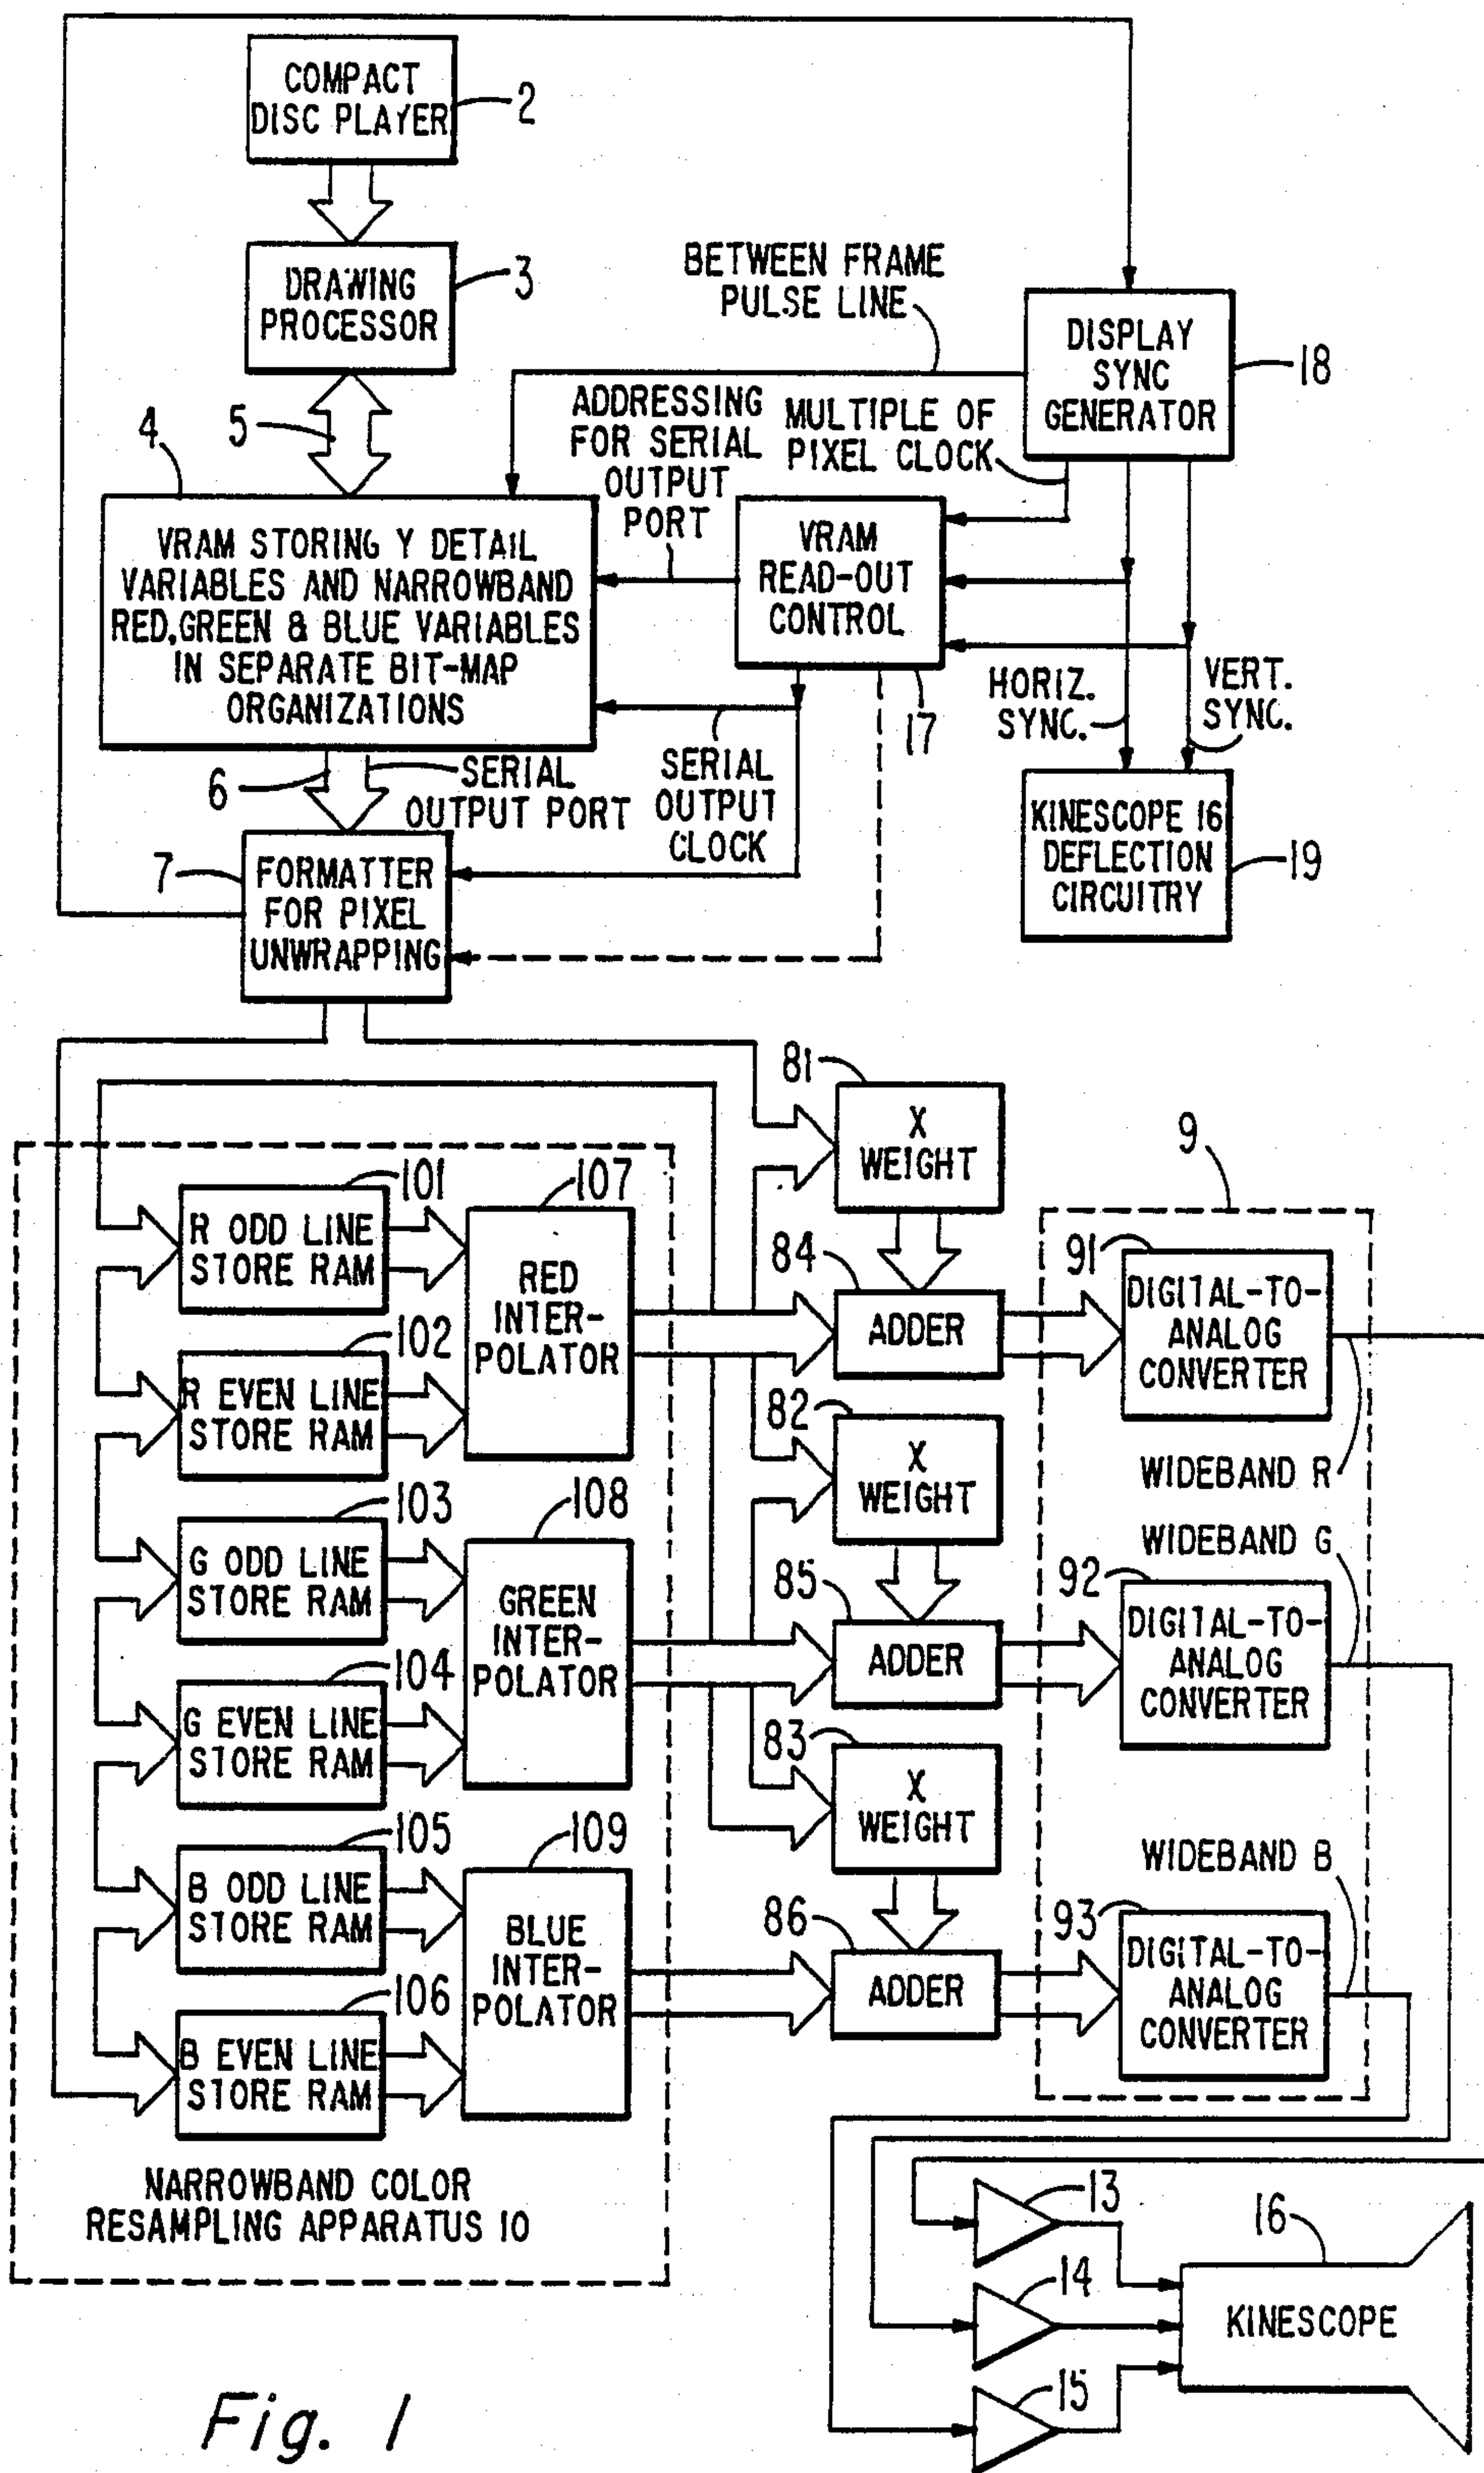 COMPACT
DISC PLAYER
2
DRAWING
PROCESSOR
3
BETWEEN FRAME
PULSE LINE
DISPLAY
SYNC
GENERATOR
18
4
5
ADDRESSING
FOR SERIAL
OUTPUT
PORT
MULTIPLE OF
PIXEL CLOCK
VRAM STORING Y DETAIL
VARIABLES AND NARROWBAND
RED, GREEN & BLUE VARIABLES
IN SEPARATE BIT-MAP
ORGANIZATIONS
VRAM
READ-OUT
CONTROL
17
HORIZ.
SYNC.
VERT.
SYNC.
6
SERIAL
OUTPUT PORT
SERIAL
OUTPUT
CLOCK
KINESCOPE 16
DEFLECTION
CIRCUITRY
19
7
FORMATTER
FOR PIXEL
UNWRAPPING
81
X
WEIGHT
9
101
R ODD LINE
STORE RAM
107
RED
INTER-
POLATOR
84
ADDER
91
DIGITAL-TO-
ANALOG
CONVERTER
102
R EVEN LINE
STORE RAM
82
X
WEIGHT
WIDEBAND R
103
G ODD LINE
STORE RAM
108
GREEN
INTER-
POLATOR
85
ADDER
WIDEBAND G
92
DIGITAL-TO-
ANALOG
CONVERTER
104
G EVEN LINE
STORE RAM
83
X
WEIGHT
105
B ODD LINE
STORE RAM
109
BLUE
INTER-
POLATOR
WIDEBAND B
86
ADDER
93
DIGITAL-TO-
ANALOG
CONVERTER
106
B EVEN LINE
STORE RAM
NARROWBAND COLOR
RESAMPLING APPARATUS 10
13
14
15
16
KINESCOPE
Fig. 1